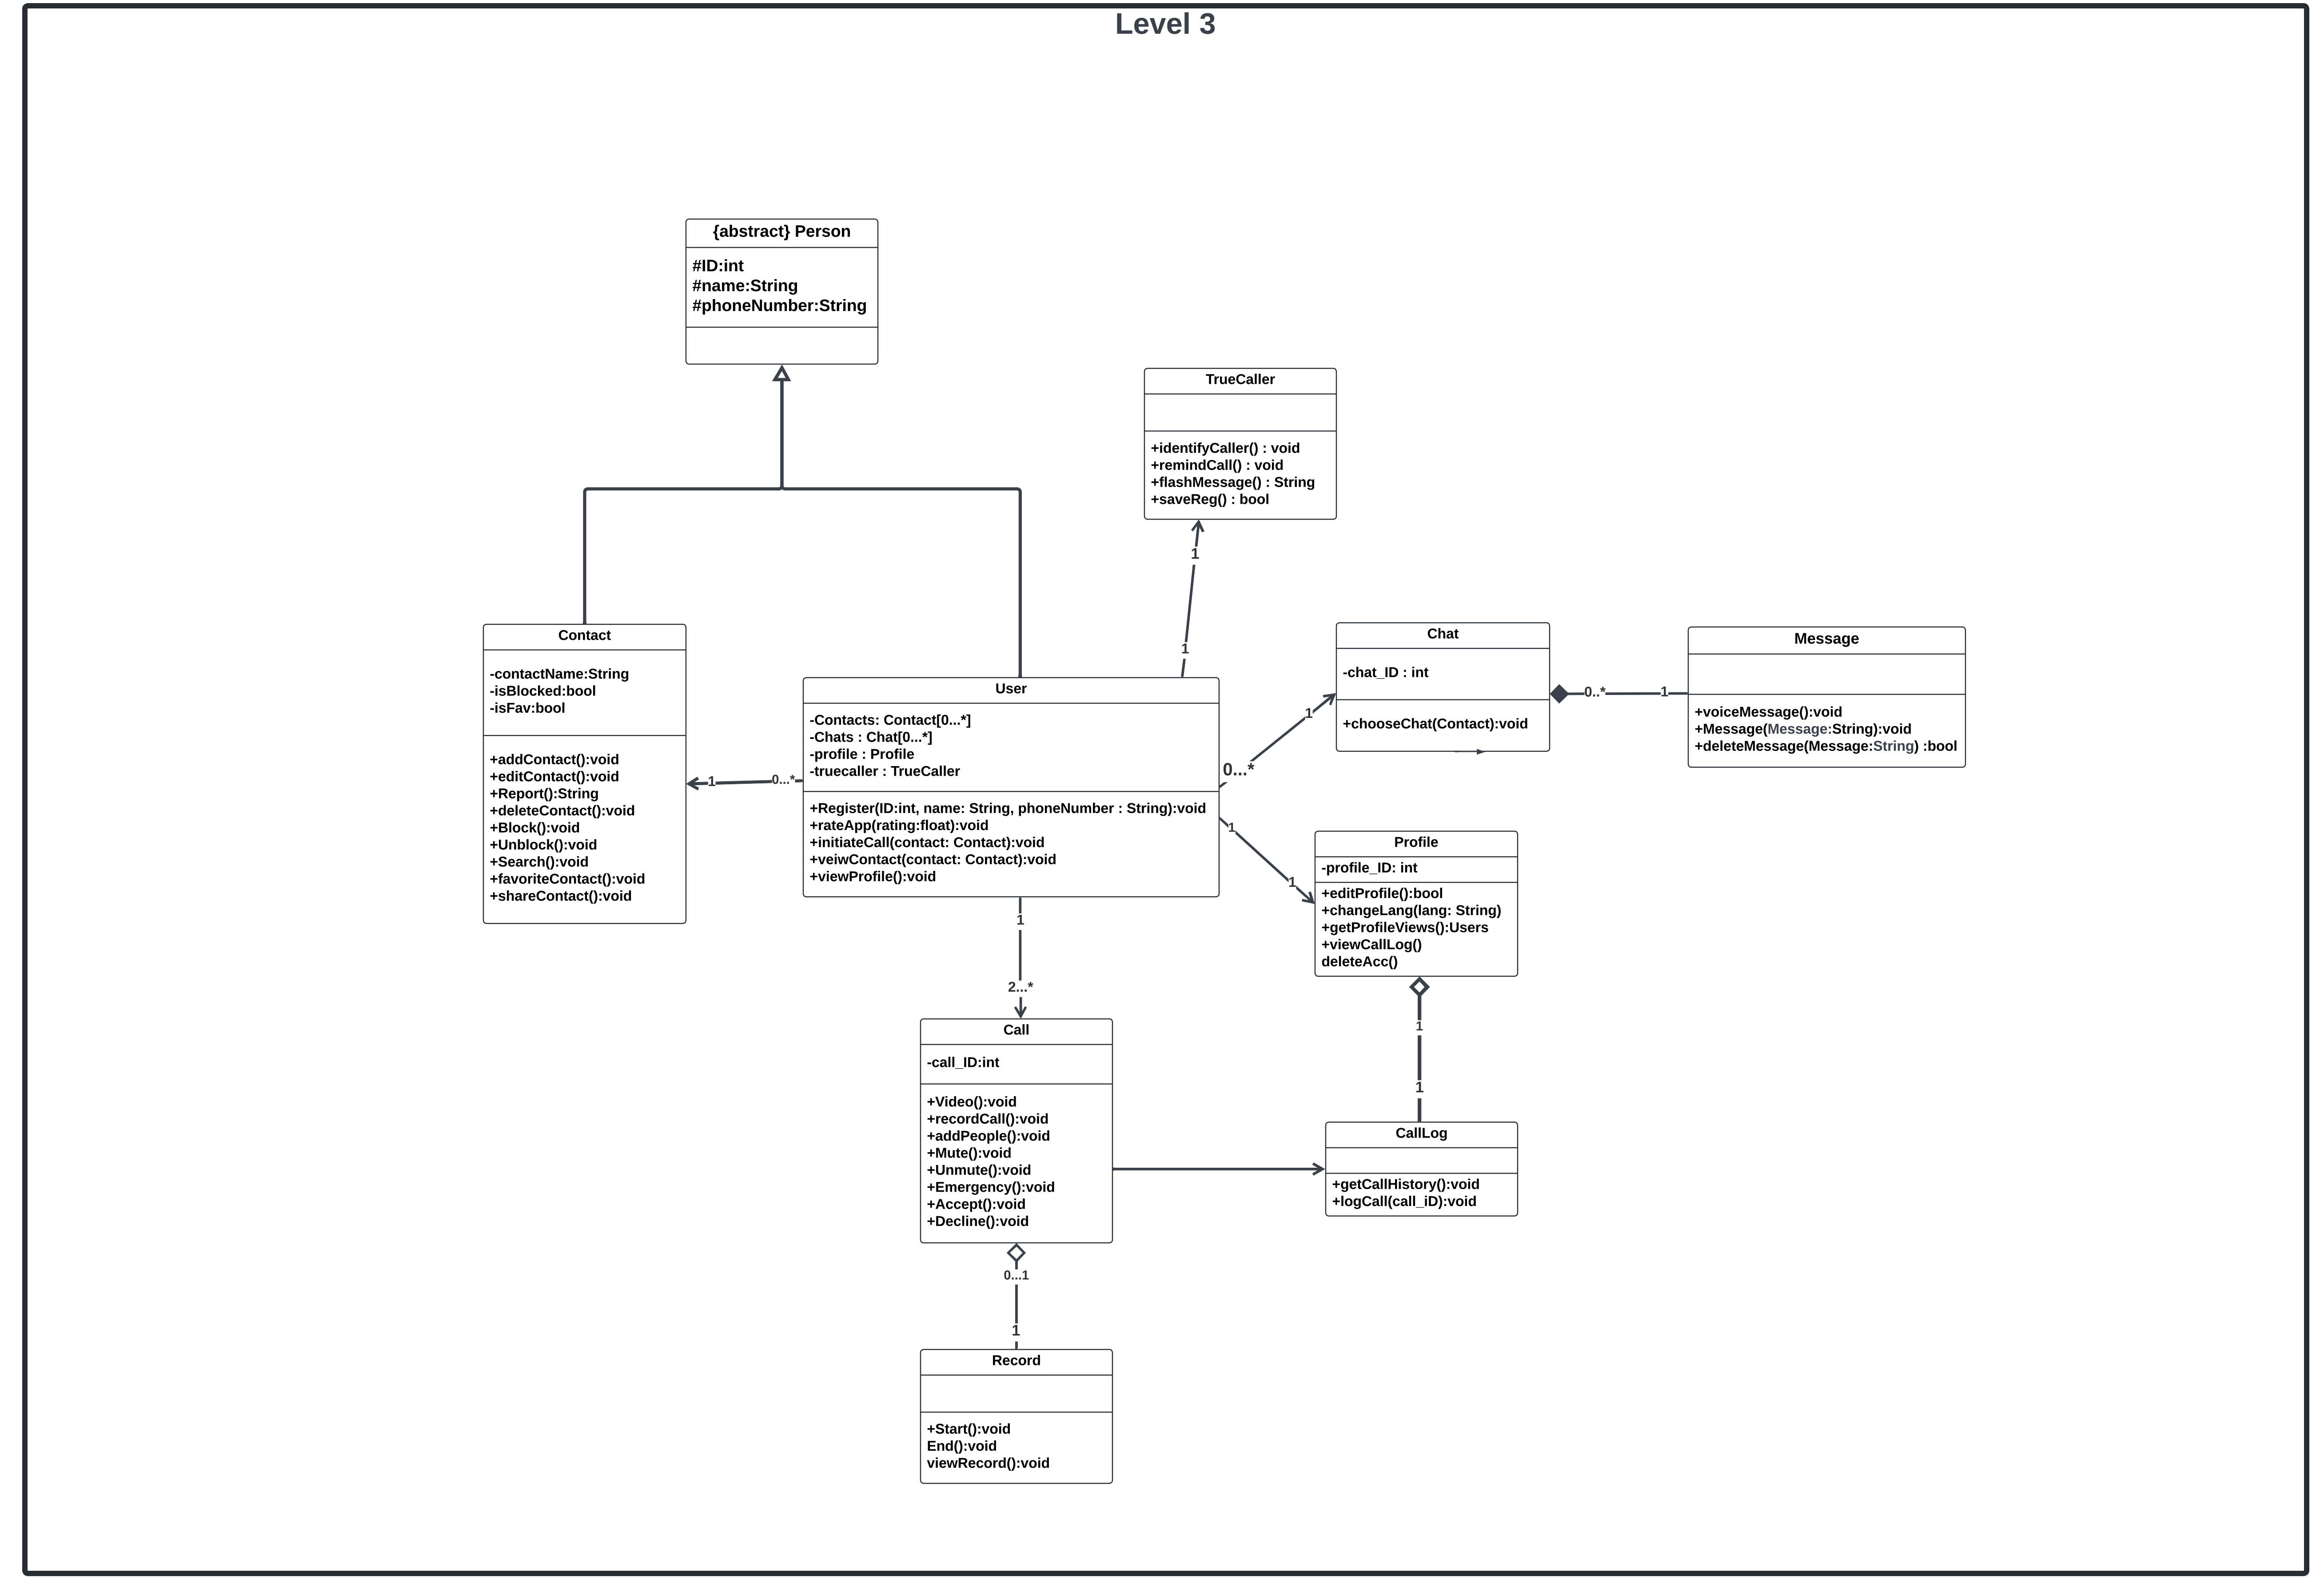 Level 3
{abstract} Person
#ID:int
#name:String
#phoneNumber:String
TrueCaller
+identifyCaller() : void
+remindCall() : void
+flashMessage() : String
+saveReg() : bool
1
1
Contact
-contactName:String
-isBlocked:bool
-isFav:bool
+addContact():void
+editContact():void
+Report():String
+deleteContact():void
+Block():void
+Unblock():void
+Search():void
+favoriteContact():void
+shareContact():void
1
0...*
User
-Contacts: Contact[0...*]
-Chats : Chat[0...*]
-profile : Profile
-truecaller : TrueCaller
+Register(ID:int, name: String, phoneNumber : String):void
+rateApp(rating:float):void
+initiateCall(contact: Contact):void
+veiwContact(contact: Contact):void
+viewProfile():void
1
0...*
Chat
-chat_ID : int
+chooseChat(Contact):void
0..*
1
Message
+voiceMessage():void
+Message(Message:String):void
+deleteMessage(Message:String) :bool
1
1
Profile
-profile_ID: int
+editProfile():bool
+changeLang(lang: String)
+getProfileViews():Users
+viewCallLog()
deleteAcc()
1
2...*
Call
-call_ID:int
+Video():void
+recordCall():void
+addPeople():void
+Mute():void
+Unmute():void
+Emergency():void
+Accept():void
+Decline():void
1
1
CallLog
+getCallHistory():void
+logCall(call_iD):void
0...1
1
Record
+Start():void
End():void
viewRecord():void